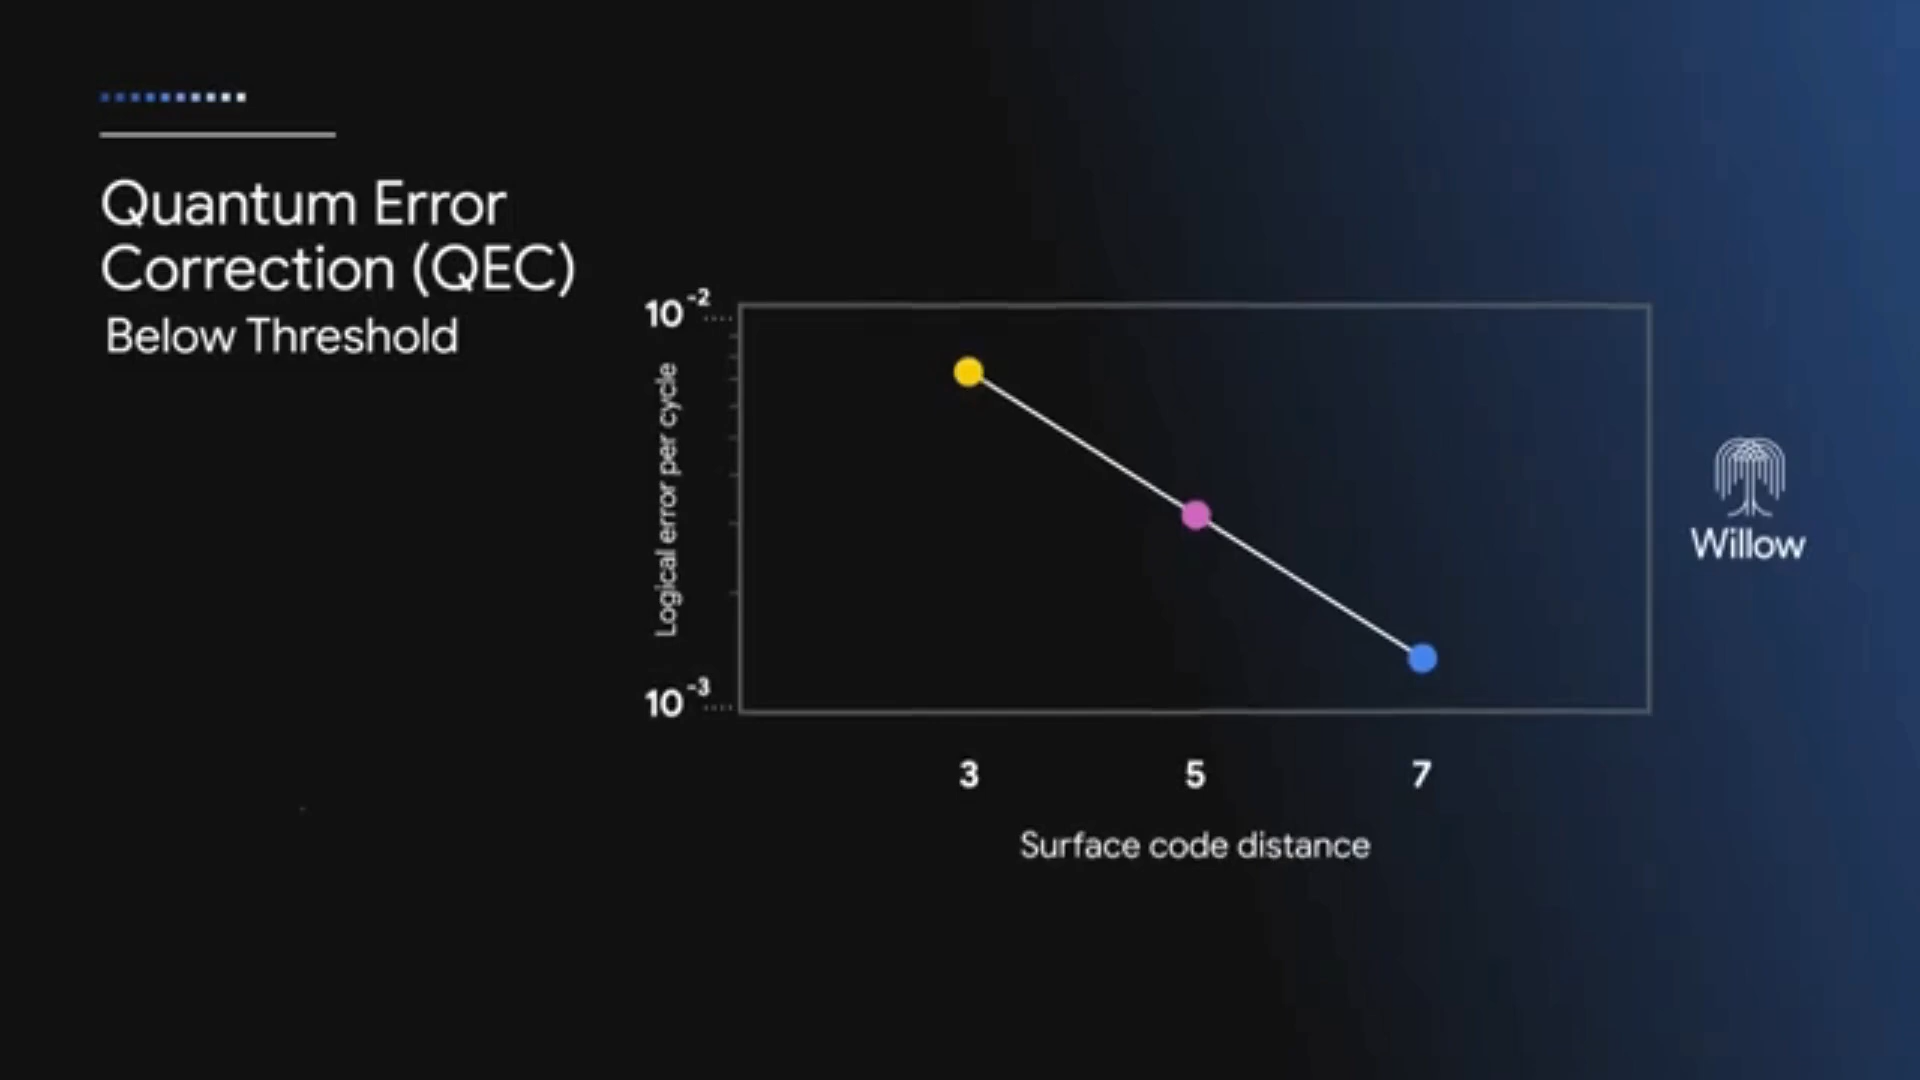 Quantum Error
Correction (QEC)
Below Threshold
10⁻²
Logical error per cycle
10⁻³
3 5 7
Surface code distance
Willow